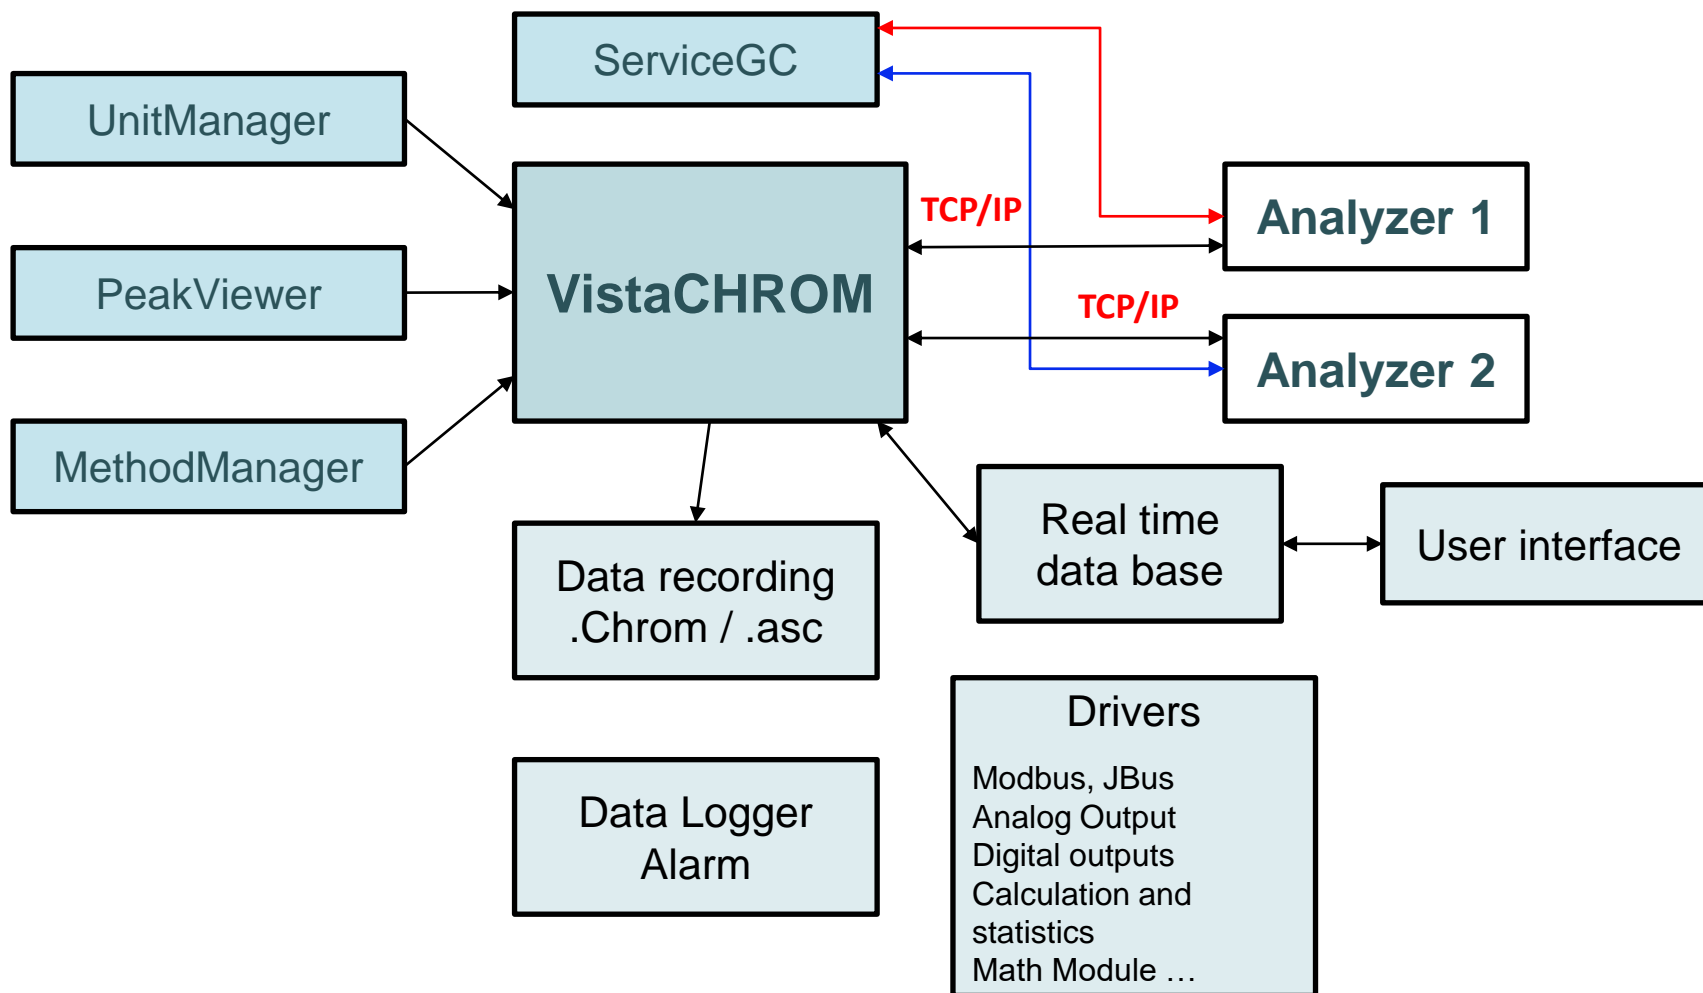 ServiceGC
UnitManager
TCP/IP
Analyzer 1
PeakViewer
VistaCHROM
TCP/IP
Analyzer 2
MethodManager
Real time
data base
User interface
Data recording
.Chrom / .asc
Drivers
Modbus, JBus
Analog Output
Digital outputs
Calculation and
statistics
Math Module …
Data Logger
Alarm